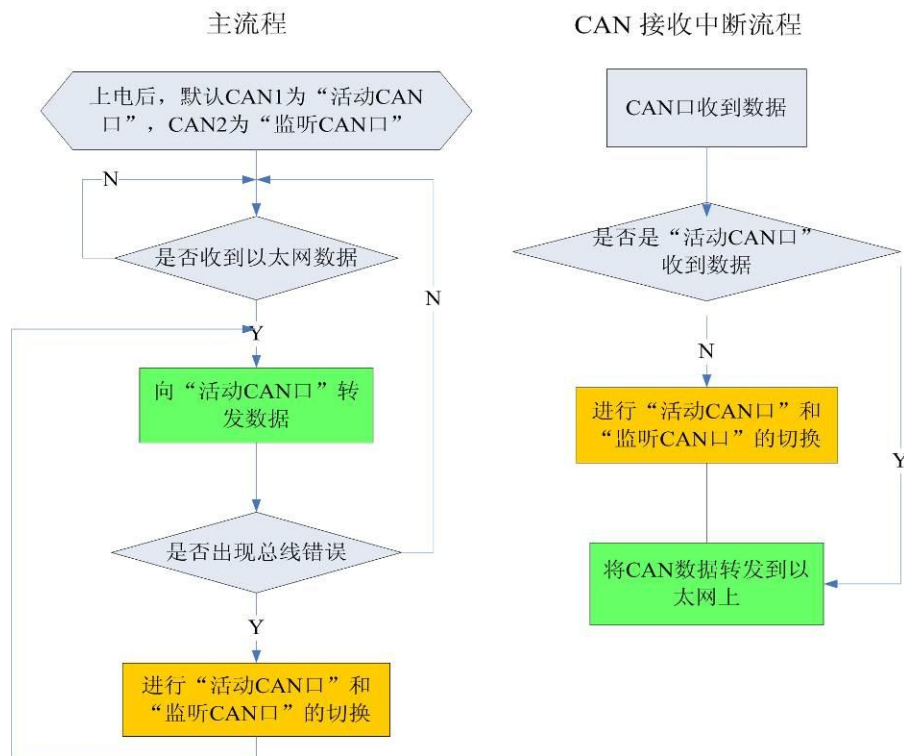 主流程
上电后，默认CAN1为“活动CAN
口”，CAN2为“监听CAN口”
N
是否收到以太网数据
N
Y
向“活动CAN口”转
发数据
是否出现总线错误
Y
进行“活动CAN口”和
“监听CAN口”的切换
CAN 接收中断流程
CAN口收到数据
是否是“活动CAN口”
收到数据
N
进行“活动CAN口”和
“监听CAN口”的切换
Y
将CAN数据转发到以
太网上